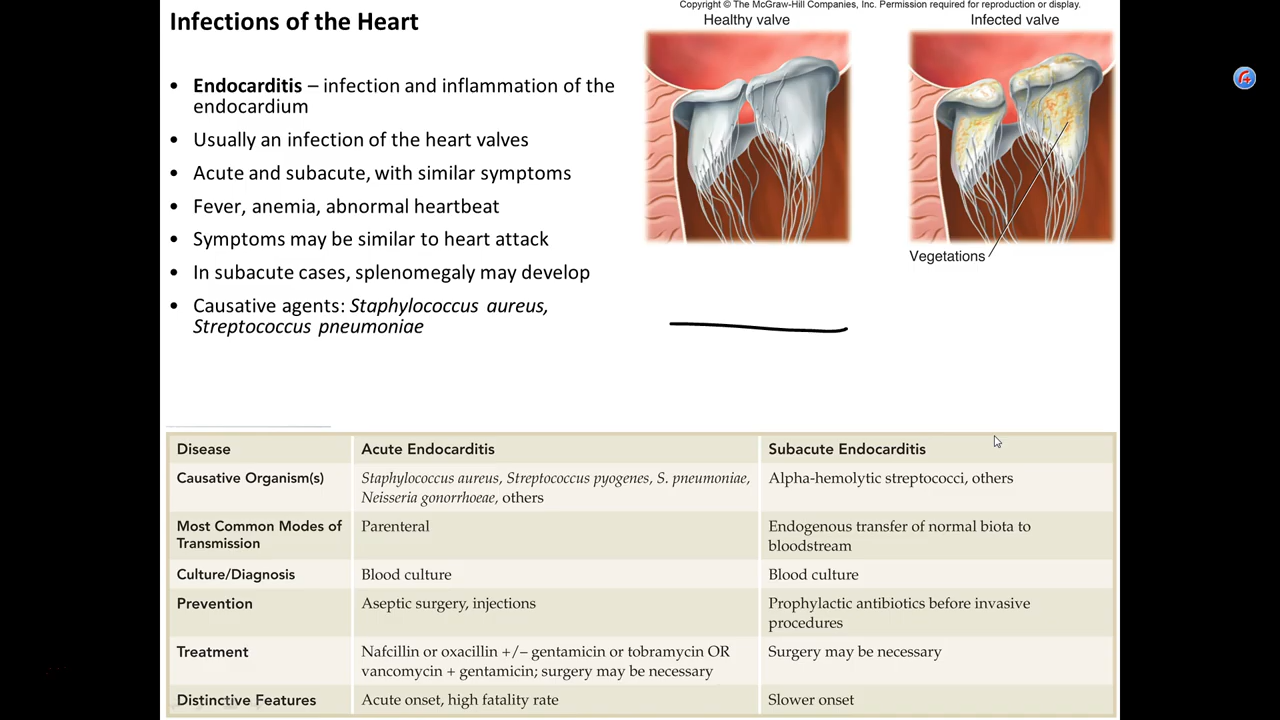 Copyright © The McGraw-Hill Companies, Inc. Permission required for reproduction or display.
Infections of the Heart
Healthy valve
Infected valve
• Endocarditis – infection and inflammation of the
endocardium
• Usually an infection of the heart valves
• Acute and subacute, with similar symptoms
• Fever, anemia, abnormal heartbeat
• Symptoms may be similar to heart attack
• In subacute cases, splenomegaly may develop
• Causative agents: Staphylococcus aureus,
Streptococcus pneumoniae
Vegetations
Disease
Acute Endocarditis
Subacute Endocarditis
Causative Organism(s)
Staphylococcus aureus, Streptococcus pyogenes, S. pneumoniae,
Neisseria gonorrhoeae, others
Alpha-hemolytic streptococci, others
Most Common Modes of
Transmission
Parenteral
Endogenous transfer of normal biota to
bloodstream
Culture/Diagnosis
Blood culture
Blood culture
Prevention
Aseptic surgery, injections
Prophylactic antibiotics before invasive
procedures
Treatment
Nafcillin or oxacillin +/– gentamicin or tobramycin OR
vancomycin + gentamicin; surgery may be necessary
Surgery may be necessary
Distinctive Features
Acute onset, high fatality rate
Slower onset